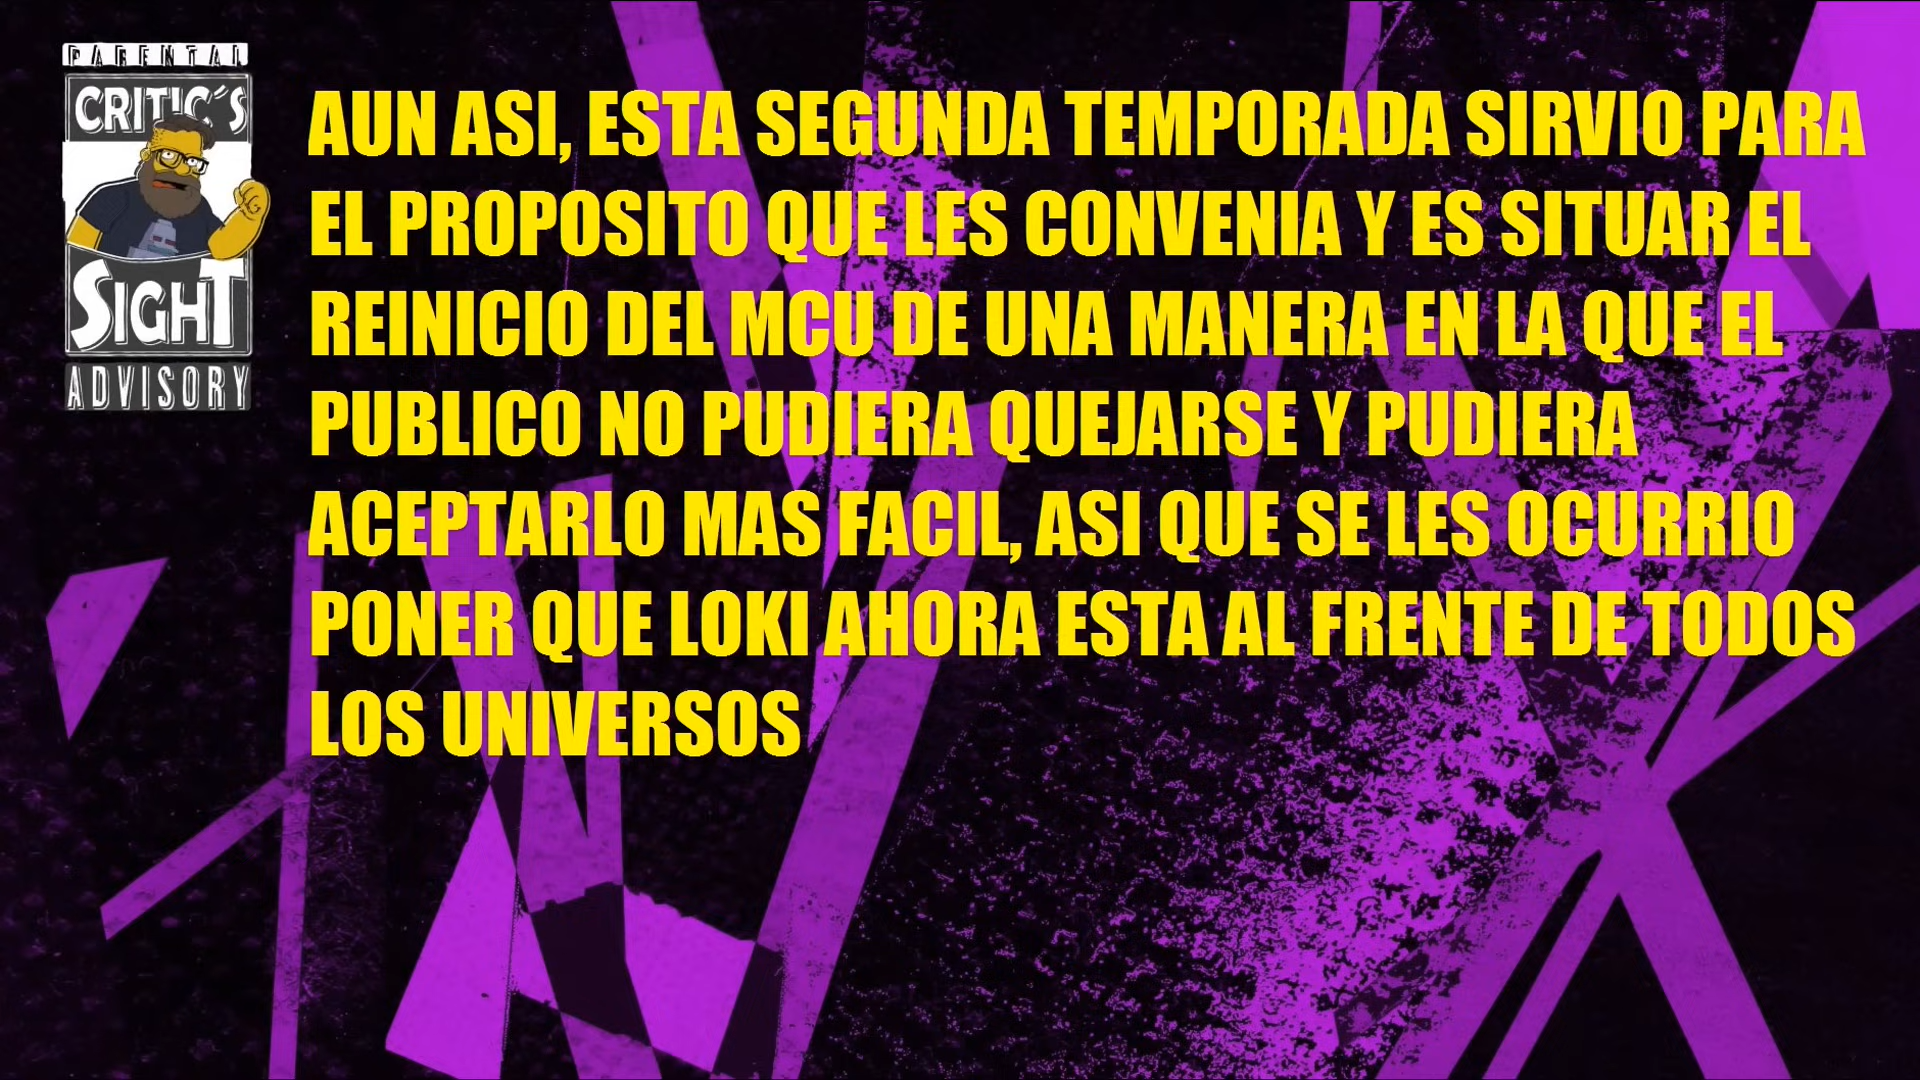 PARENTAL
CRITIC´S
SIGHT
ADVISORY
AUN ASI, ESTA SEGUNDA TEMPORADA SIRVIO PARA
EL PROPOSITO QUE LES CONVENIA Y ES SITUAR EL
REINICIO DEL MCU DE UNA MANERA EN LA QUE EL
PUBLICO NO PUDIERA QUEJARSE Y PUDIERA
ACEPTARLO MAS FACIL, ASI QUE SE LES OCURRIO
PONER QUE LOKI AHORA ESTA AL FRENTE DE TODOS
LOS UNIVERSOS